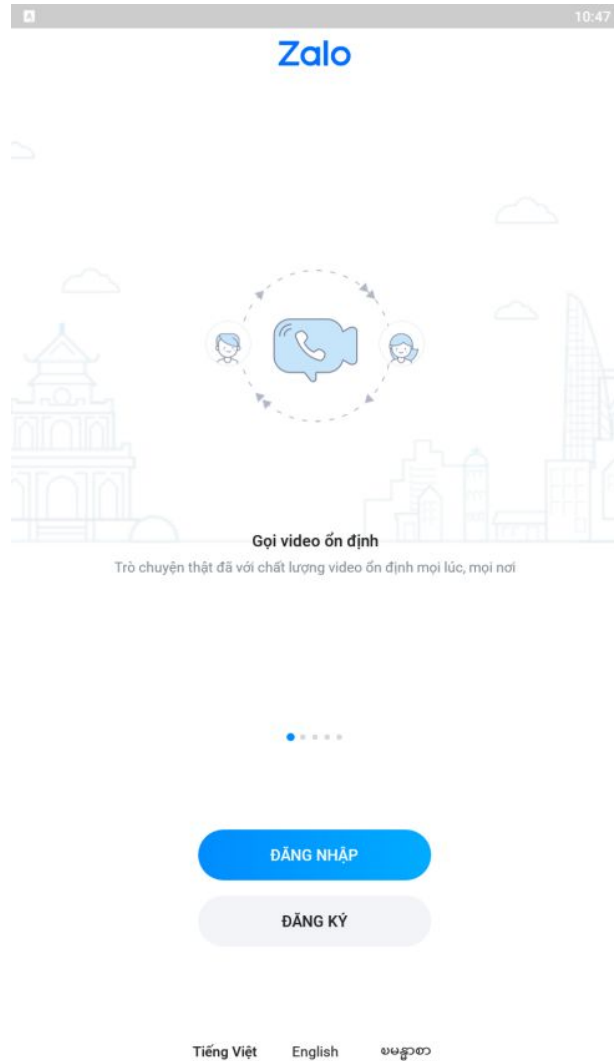 A
10:47
Zalo
Gọi video ổn định
Trò chuyện thật đã với chất lượng video ổn định mọi lúc, mọi nơi
ĐĂNG NHẬP
ĐĂNG KÝ
Tiếng Việt English